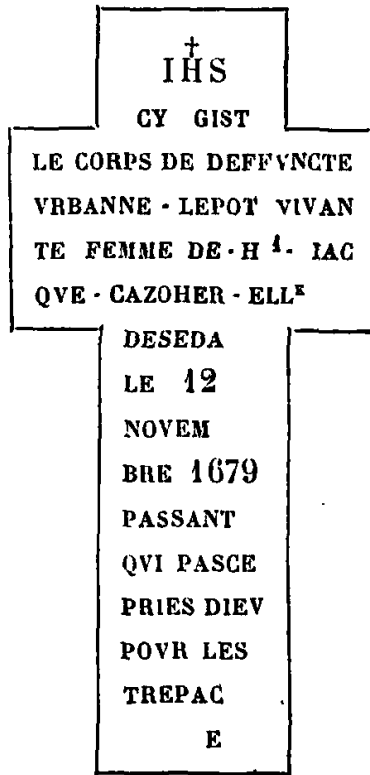 †
IHS
CY GIST
LE CORPS DE DEFFVNCTE
VRBANNE - LEPOT VIVAN
TE FEMME DE - H¹ - IAC
QVE - CAZOHER - ELLᴱ
DESEDA
LE 12
NOVEM
BRE 1679
PASSANT
QVI PASCE
PRIES DIEV
POVR LES
TREPAC
E